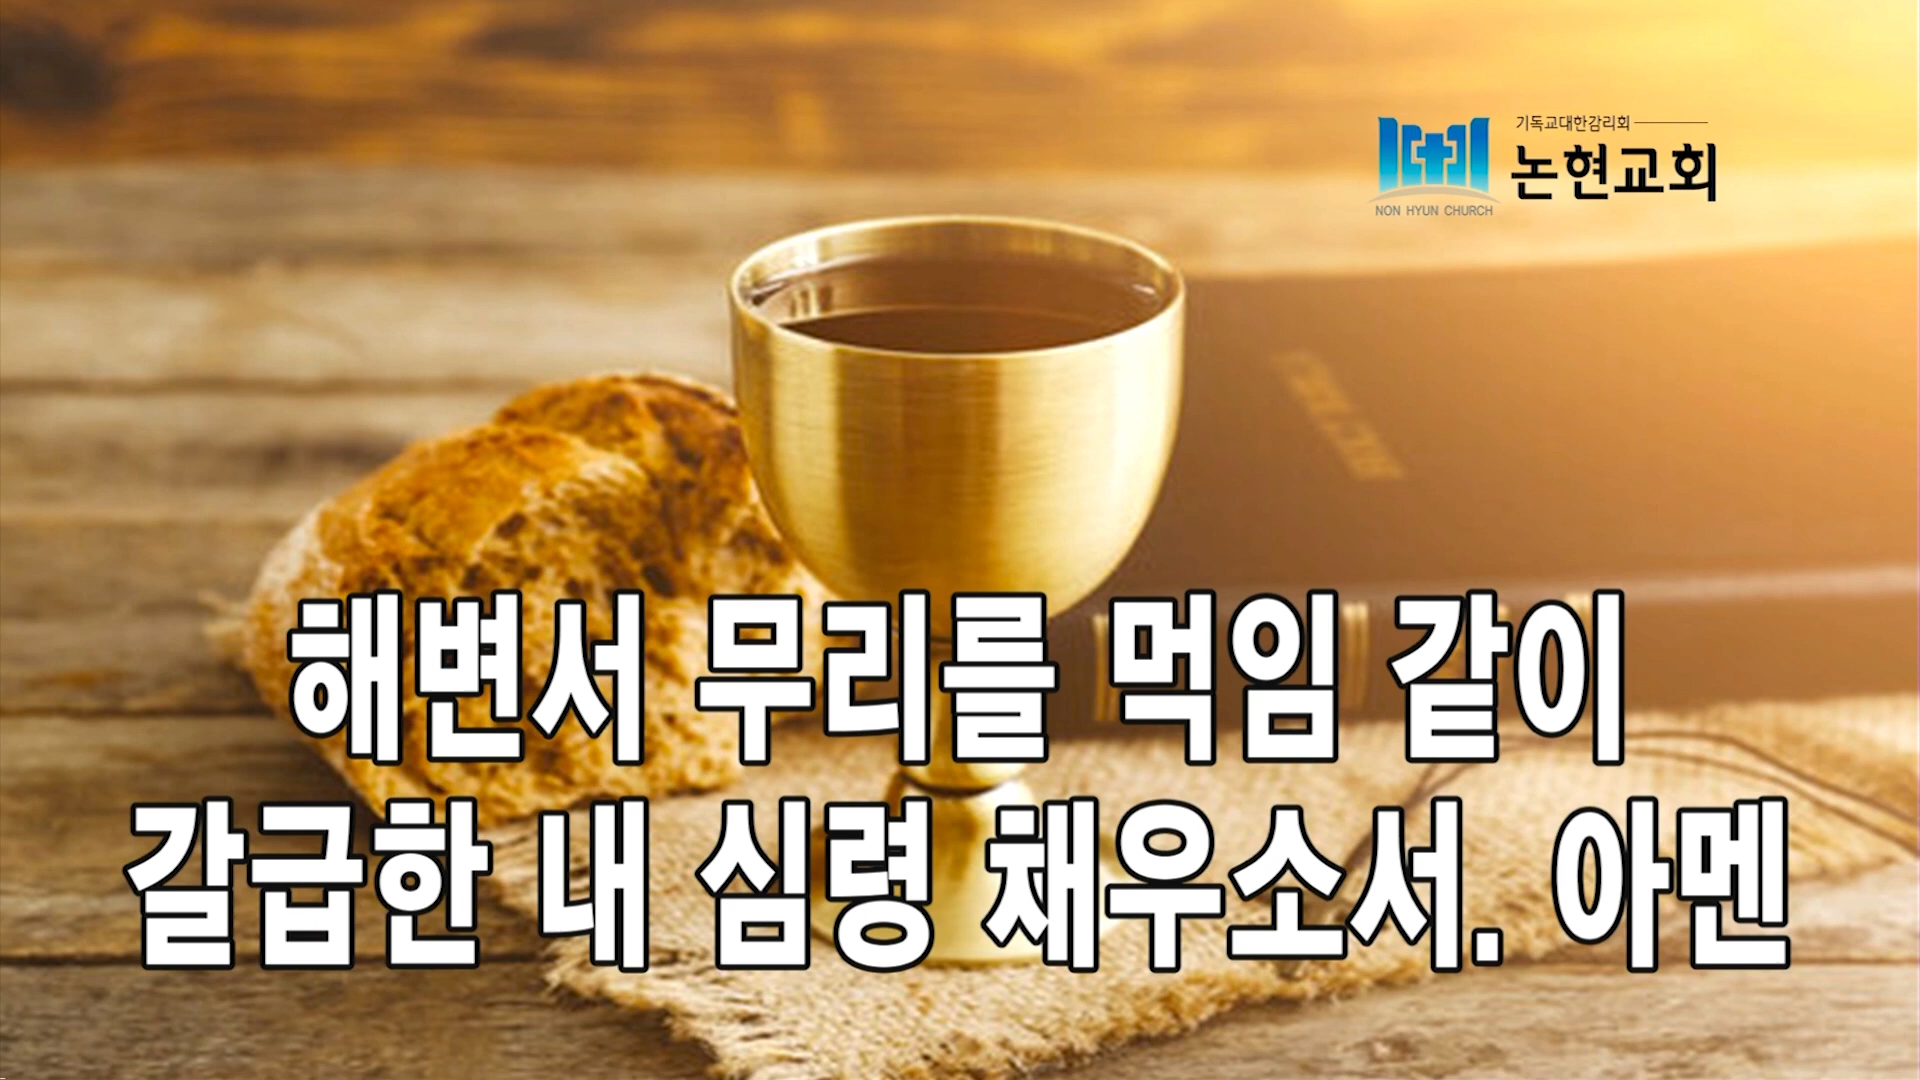 기독교대한감리회
논현교회
NON HYUN CHURCH
해변서 무리를 먹임 같이
갈급한 내 심령 채우소서. 아멘